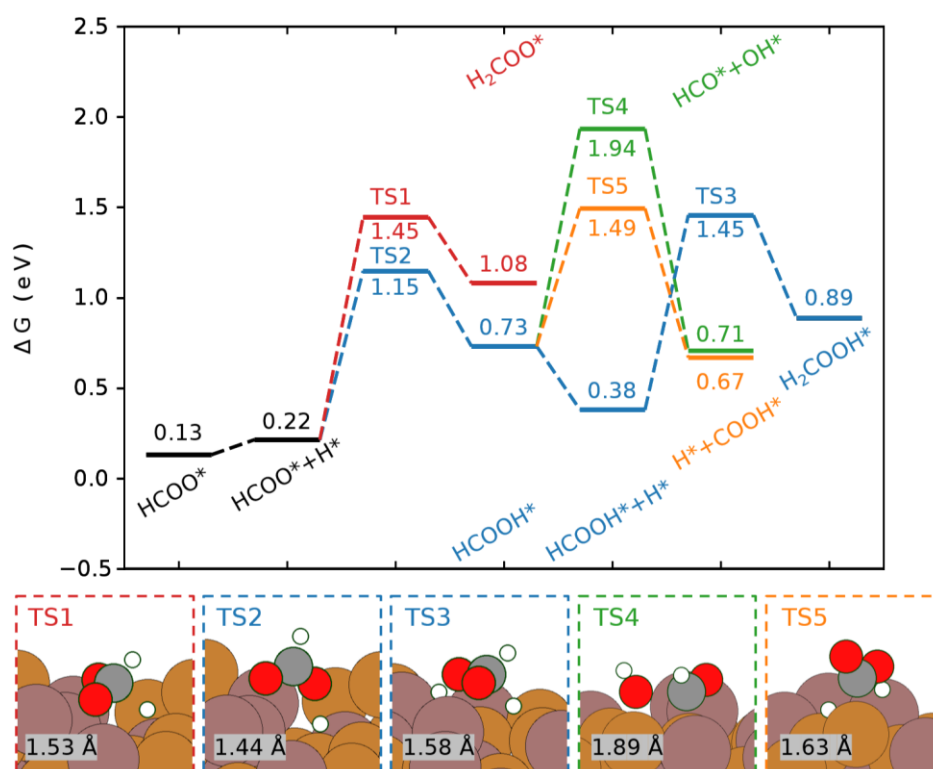 2.5
H₂COO*
HCO*+OH*
2.0
TS4
1.94
TS5
1.49
TS1
1.45
TS3
1.45
1.5
TS2
1.15
1.08
1.0
ΔG (eV)
0.89
0.73
0.71
0.67
H₂COOH*
0.5
0.38
0.22
0.13
H*+COOH*
HCOO*
HCOO*+H*
0.0
HCOOH*
HCOOH*+H*
−0.5
TS1
TS2
TS3
TS4
TS5
1.53 Å
1.44 Å
1.58 Å
1.89 Å
1.63 Å